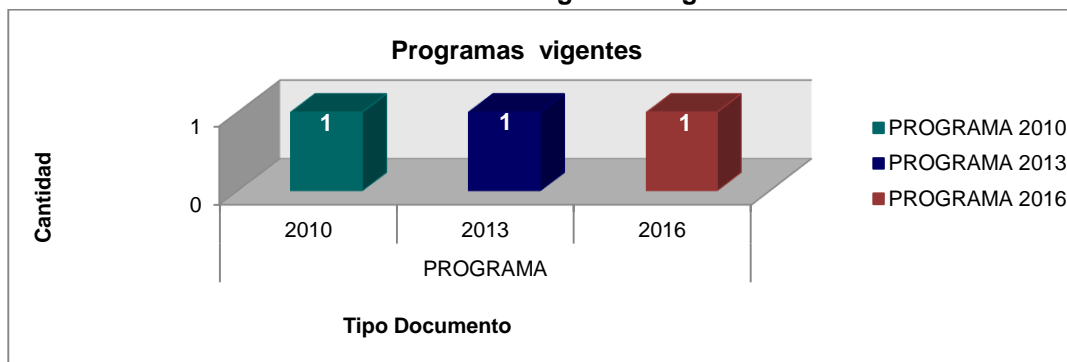 Programas vigentes
Cantidad
1
0
1
1
1
2010
2013
2016
PROGRAMA
Tipo Documento
PROGRAMA 2010
PROGRAMA 2013
PROGRAMA 2016